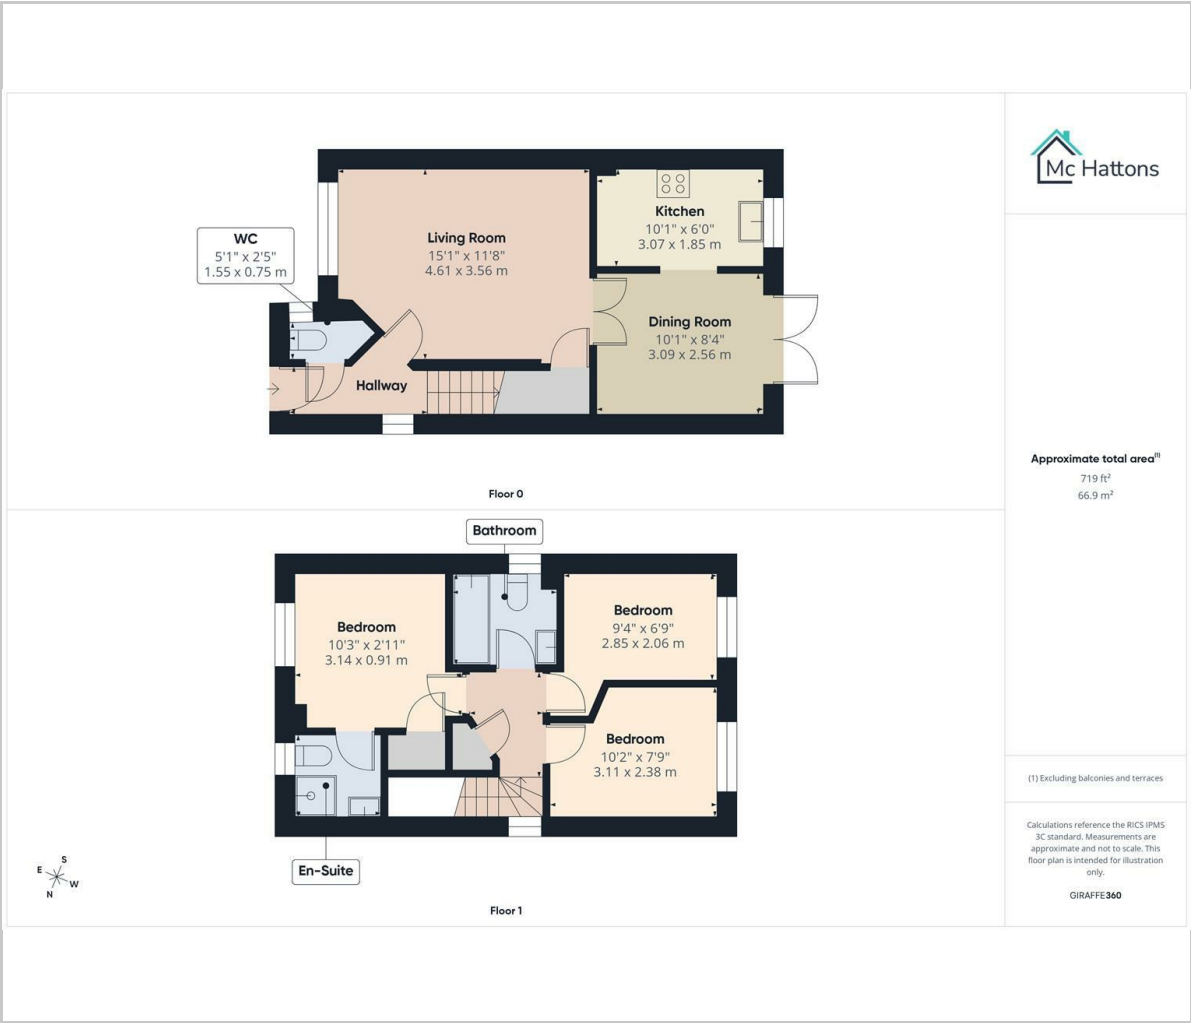 Mc Hattons
WC
5'1" x 2'5"
1.55 x 0.75 m
Living Room
15'1" x 11'8"
4.61 x 3.56 m
Kitchen
10'1" x 6'0"
3.07 x 1.85 m
Dining Room
10'1" x 8'4"
3.09 x 2.56 m
Hallway
Floor 0
Approximate total area(1)
719 ft²
66.9 m²
Bathroom
Bedroom
10'3" x 2'11"
3.14 x 0.91 m
Bedroom
9'4" x 6'9"
2.85 x 2.06 m
Bedroom
10'2" x 7'9"
3.11 x 2.38 m
En-Suite
S
E
W
N
Floor 1
(1) Excluding balconies and terraces
Calculations reference the RICS IPMS
3C standard. Measurements are
approximate and not to scale. This
floor plan is intended for illustration
only.
GIRAFFE360